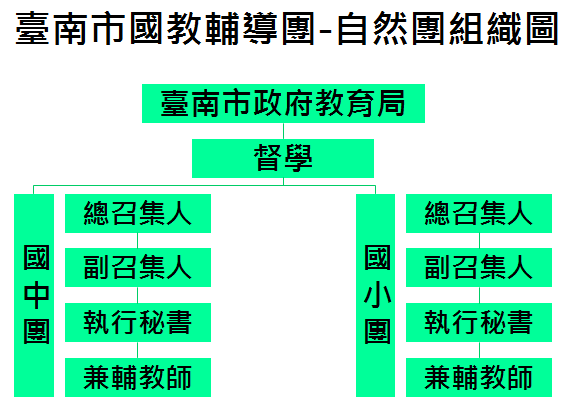 臺南市國教輔導團-自然團組織圖
臺南市政府教育局
督學
國中團
總召集人
副召集人
執行秘書
兼輔教師
國小團
總召集人
副召集人
執行秘書
兼輔教師